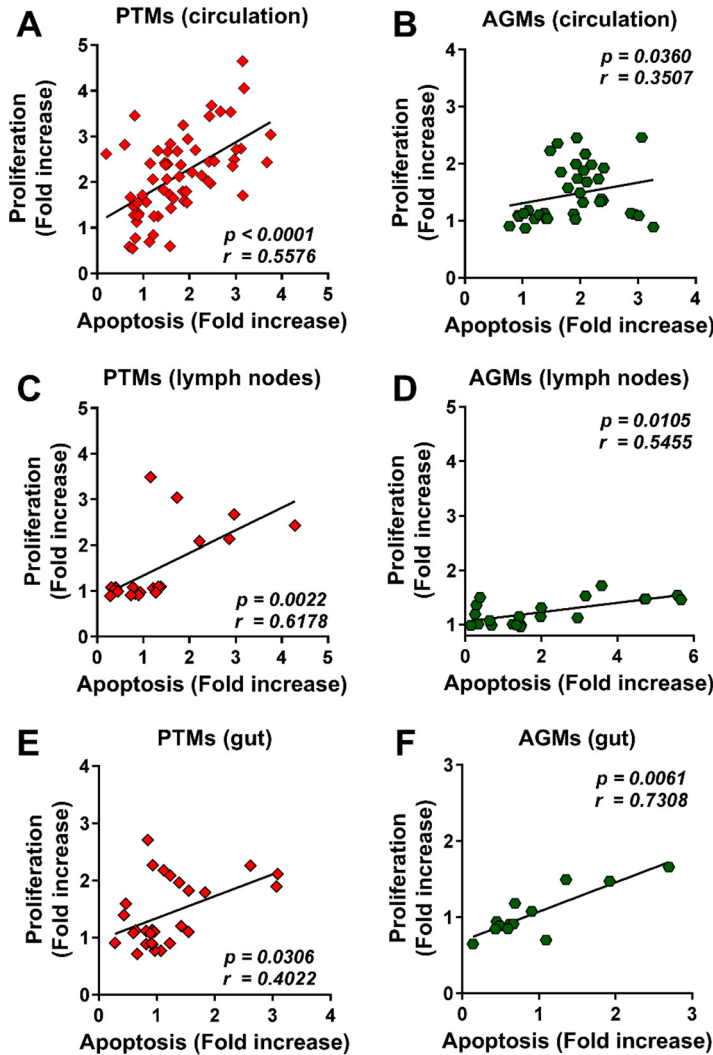 A
PTMs (circulation)
Proliferation
(Fold increase)
5
4
3
2
1
0
0 1 2 3 4 5
p < 0.0001
r = 0.5576
Apoptosis (Fold increase)
B
AGMs (circulation)
Proliferation
(Fold increase)
4
3
2
1
0
0 1 2 3 4
p = 0.0360
r = 0.3507
Apoptosis (Fold increase)
C
PTMs (lymph nodes)
Proliferation
(Fold increase)
5
4
3
2
1
0
0 1 2 3 4 5
p = 0.0022
r = 0.6178
Apoptosis (Fold increase)
D
AGMs (lymph nodes)
Proliferation
(Fold increase)
5
4
3
2
1
0 2 4 6
p = 0.0105
r = 0.5455
Apoptosis (Fold increase)
E
PTMs (gut)
Proliferation
(Fold increase)
4
3
2
1
0
0 1 2 3 4
p = 0.0306
r = 0.4022
Apoptosis (Fold increase)
F
AGMs (gut)
Proliferation
(Fold increase)
3
2
1
0
0 1 2 3
p = 0.0061
r = 0.7308
Apoptosis (Fold increase)